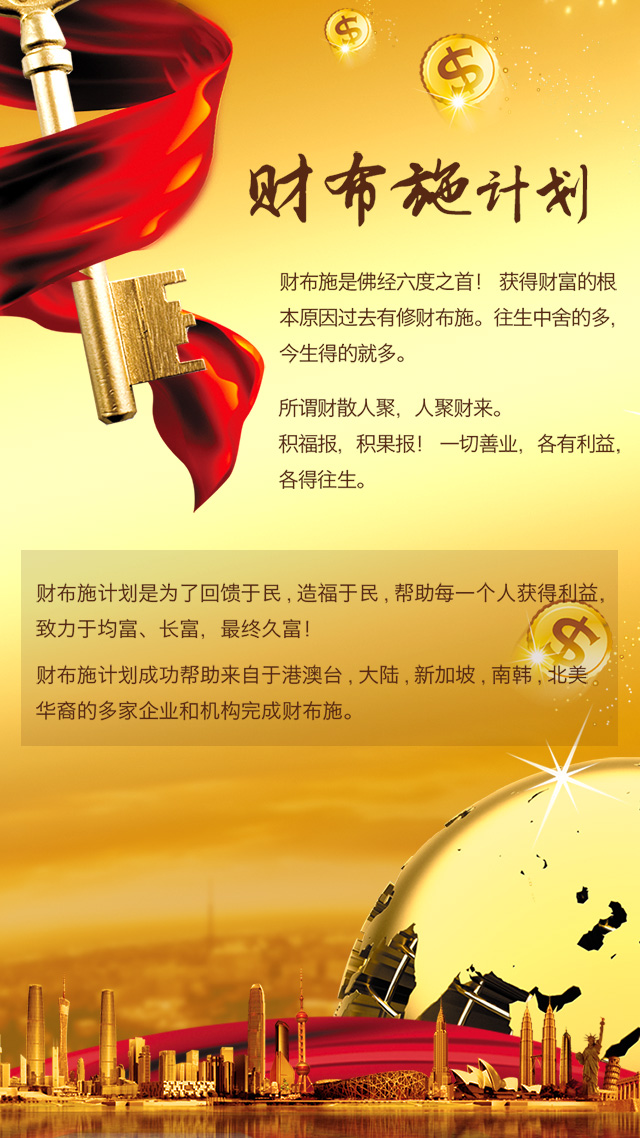 财布施计划
财布施是佛经六度之首! 获得财富的根
本原因过去有修财布施。往生中舍的多,
今生得的就多。
所谓财散人聚,人聚财来。
积福报,积果报! 一切善业,各有利益,
各得往生。
财布施计划是为了回馈于民,造福于民,帮助每一个人获得利益,
致力于均富、长富,最终久富!
财布施计划成功帮助来自于港澳台,大陆,新加坡,南韩,北美
华裔的多家企业和机构完成财布施。